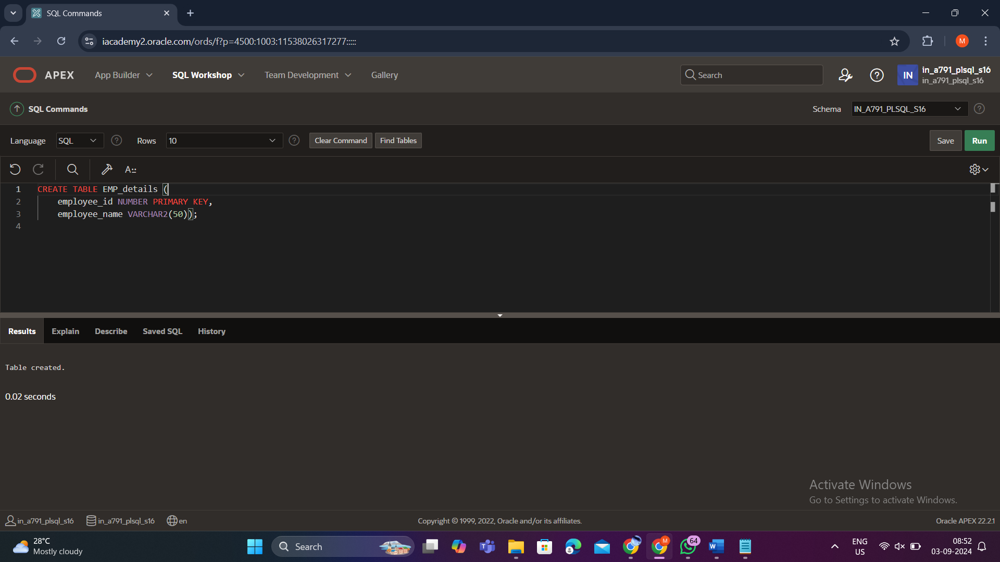 SQL Commands
iacademy2.oracle.com/ords/f?p=4500:1003:11538026317277:::::
M
APEX App Builder SQL Workshop Team Development Gallery Search IN in_a791_plsql_s16
in_a791_plsql_s16
SQL Commands Schema IN_A791_PLSQL_S16
Language SQL Rows 10 Clear Command Find Tables Save Run
A::
1 CREATE TABLE EMP_details (
2 employee_id NUMBER PRIMARY KEY,
3 employee_name VARCHAR2(50));
4
Results Explain Describe Saved SQL History
Table created.
0.02 seconds
Activate Windows
Go to Settings to activate Windows.
in_a791_plsql_s16 in_a791_plsql_s16 en Copyright © 1999, 2022, Oracle and/or its affiliates. Oracle APEX 22.2.1
28°C
Mostly cloudy
Search
T
M
64
W
ENG
US
08:52
03-09-2024